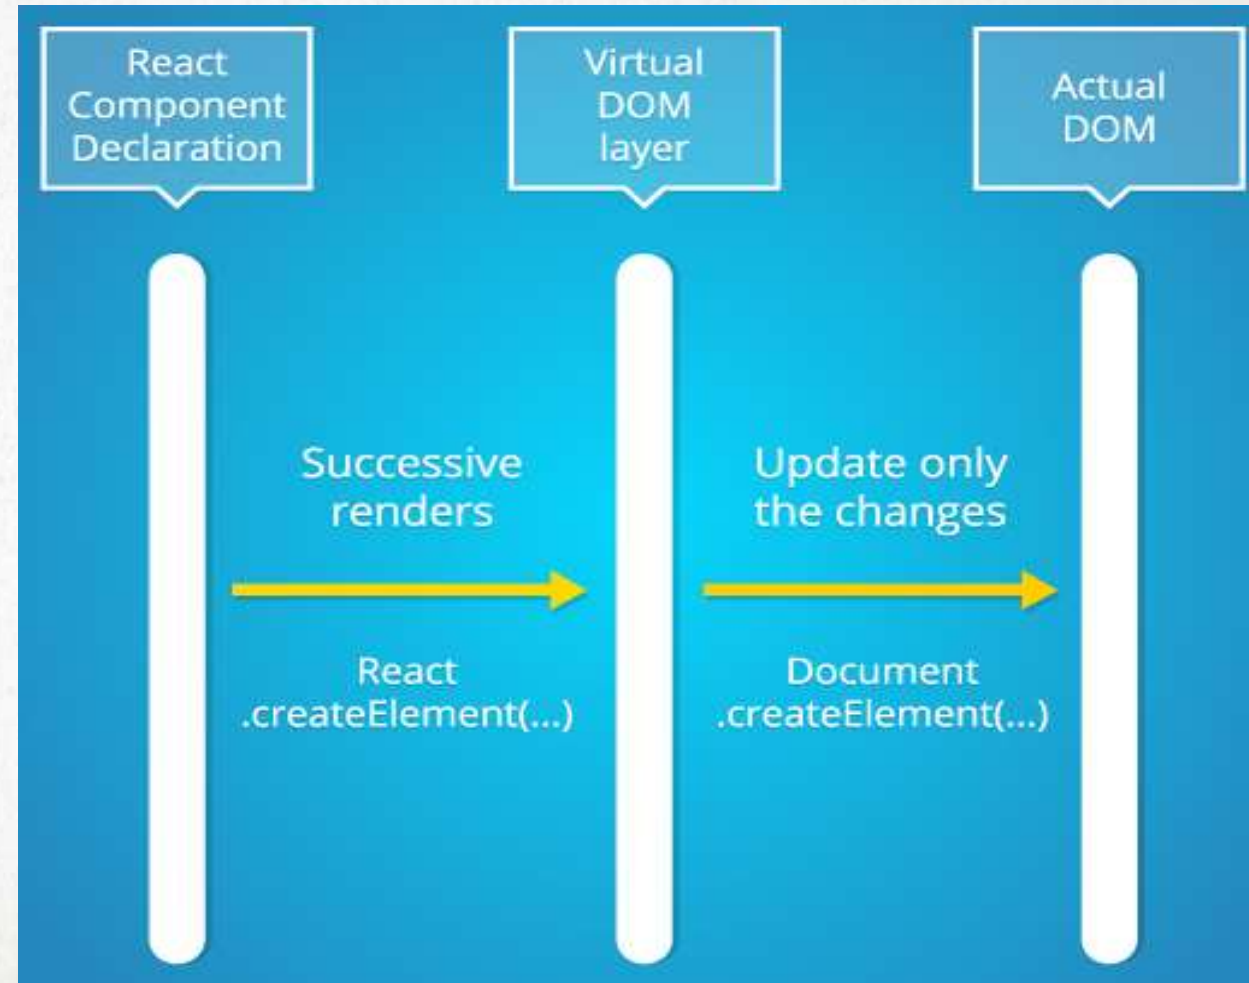 React
Component
Declaration
Virtual
DOM
layer
Actual
DOM
Successive
renders
React
.createElement(...)
Update only
the changes
Document
.createElement(...)